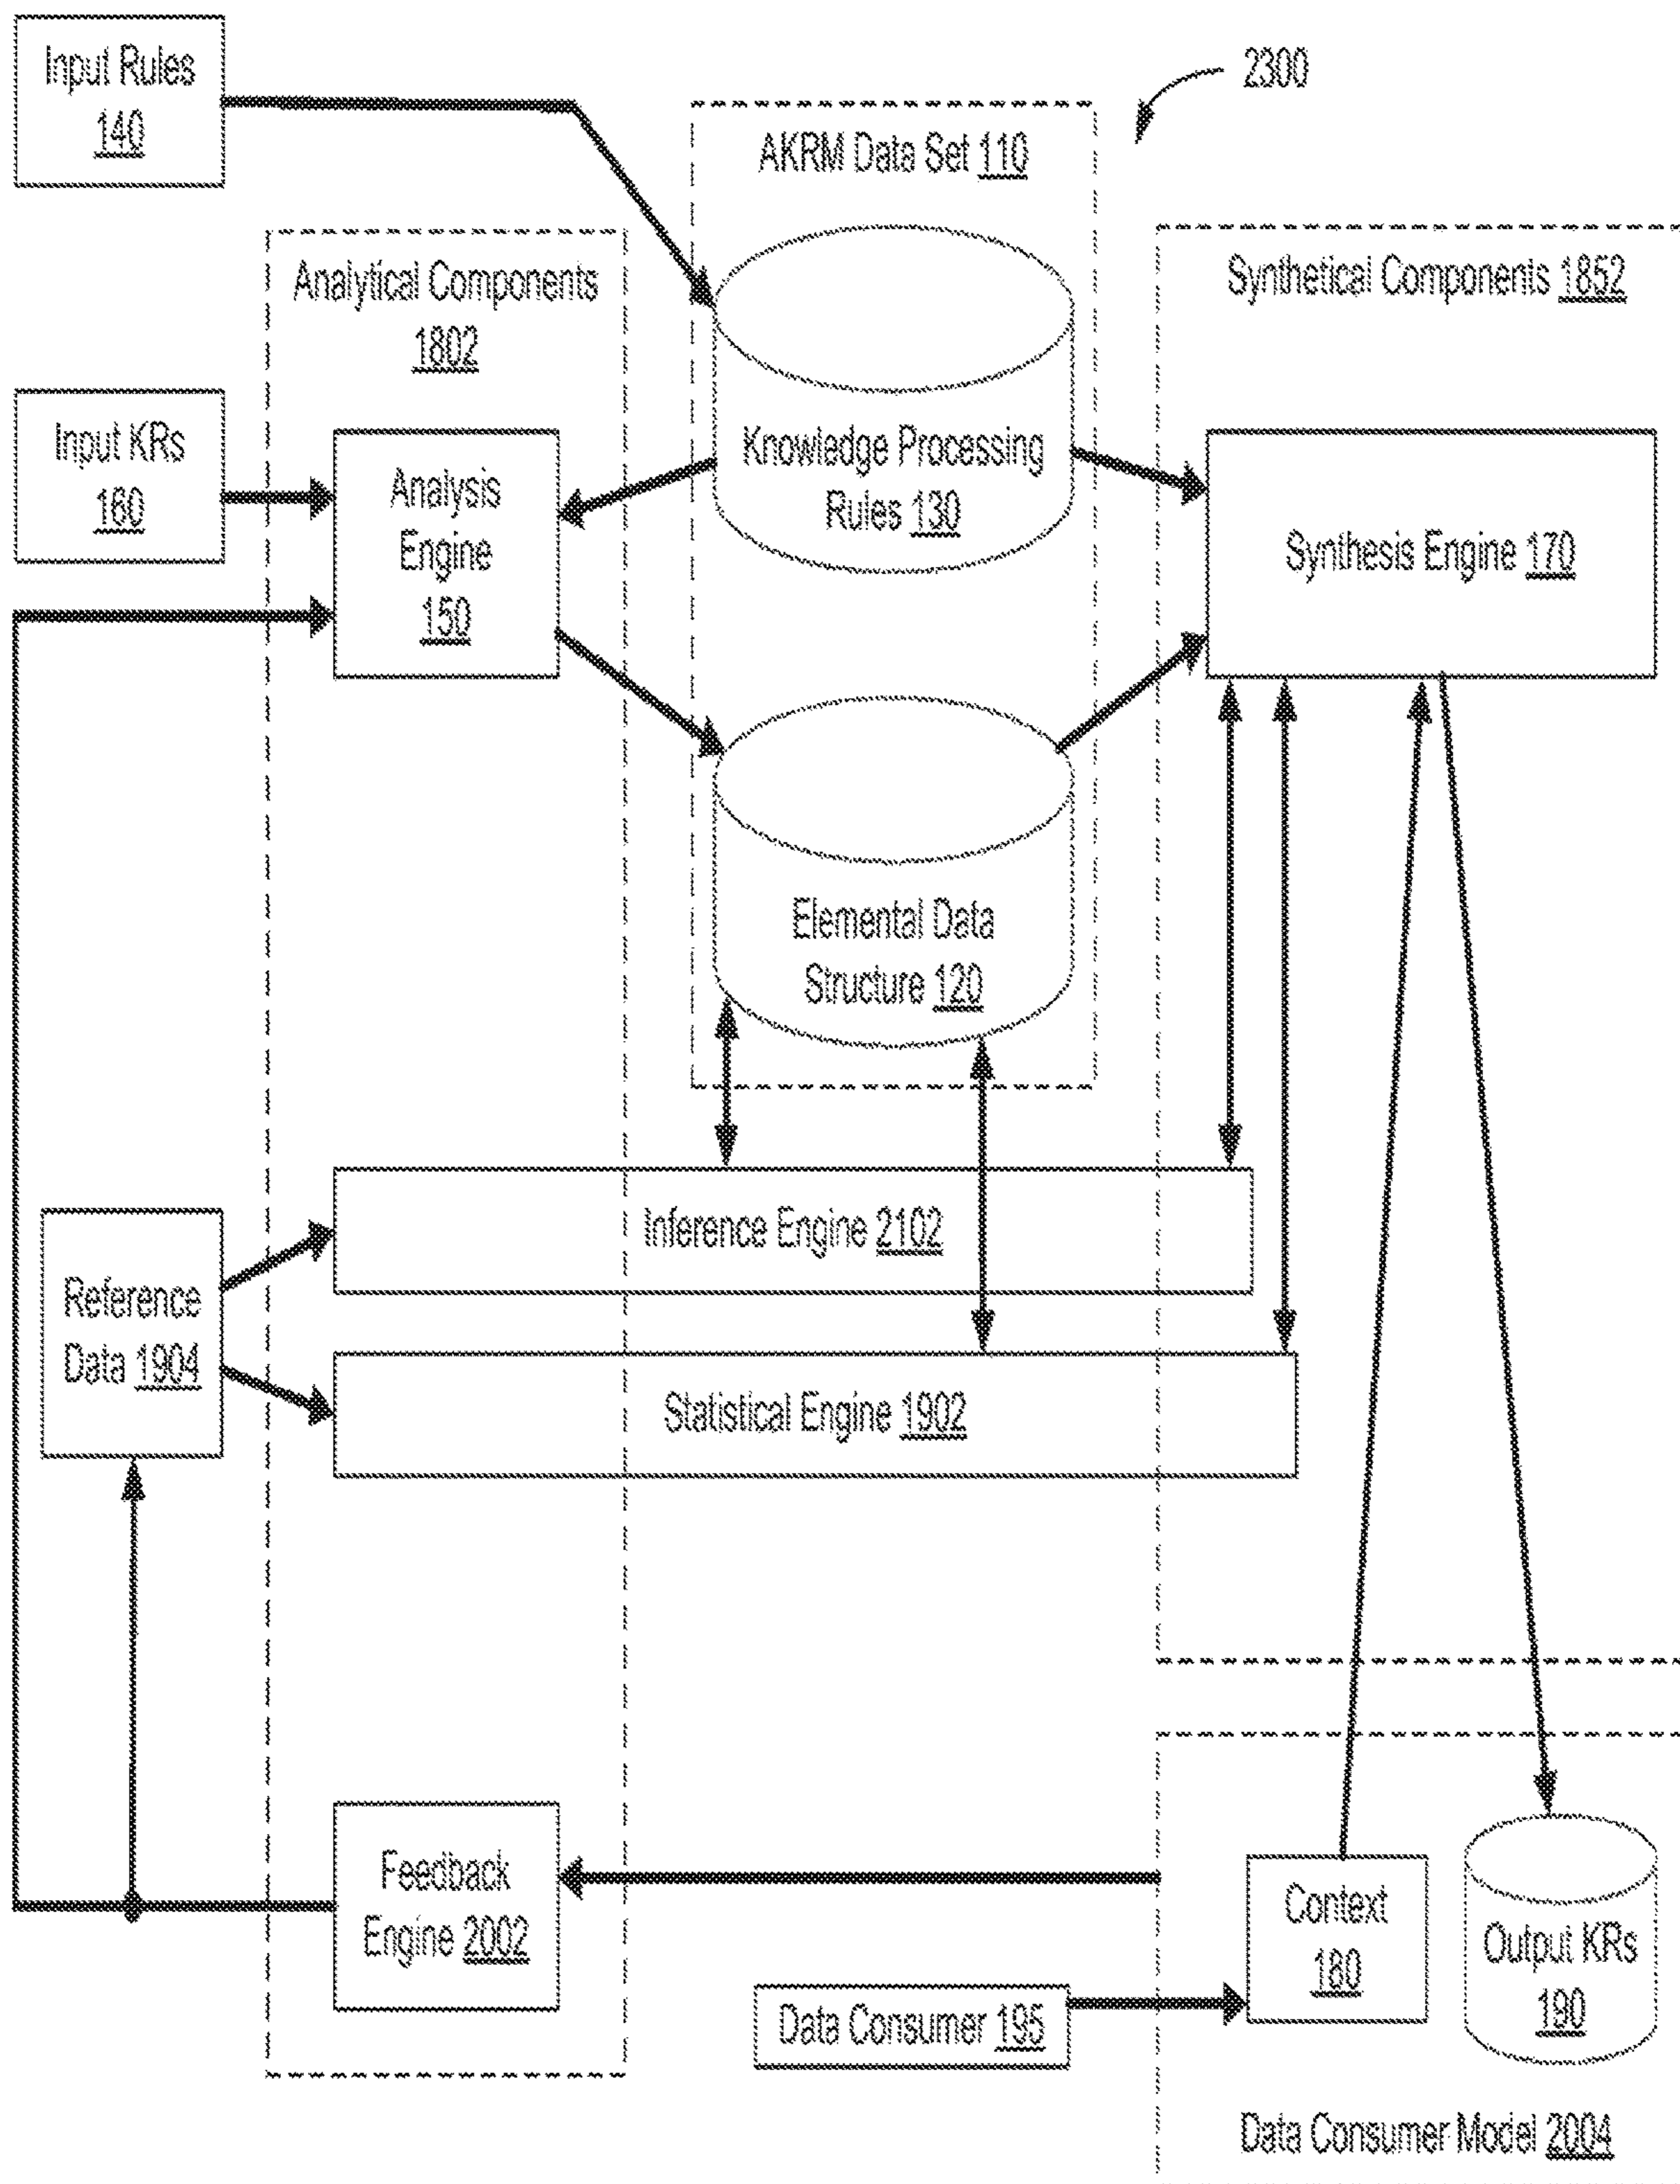 Input Rules
140
2300
AKRM Data Set 110
Analytical Components
1802
Synthetical Components 1852
Input KRs
160
Analysis
Engine
150
Knowledge Processing
Rules 130
Synthesis Engine 170
Elemental Data
Structure 120
Inference Engine 2102
Reference
Data 1904
Statistical Engine 1902
Feedback
Engine 2002
Context
180
Output KRs
190
Data Consumer 195
Data Consumer Model 2004